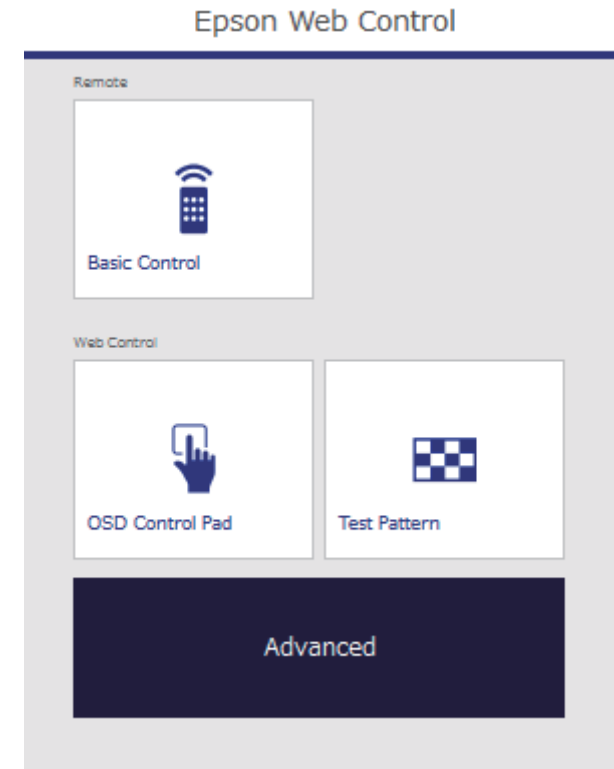 Epson Web Control
Remote
Basic Control
Web Control
OSD Control Pad
Test Pattern
Advanced